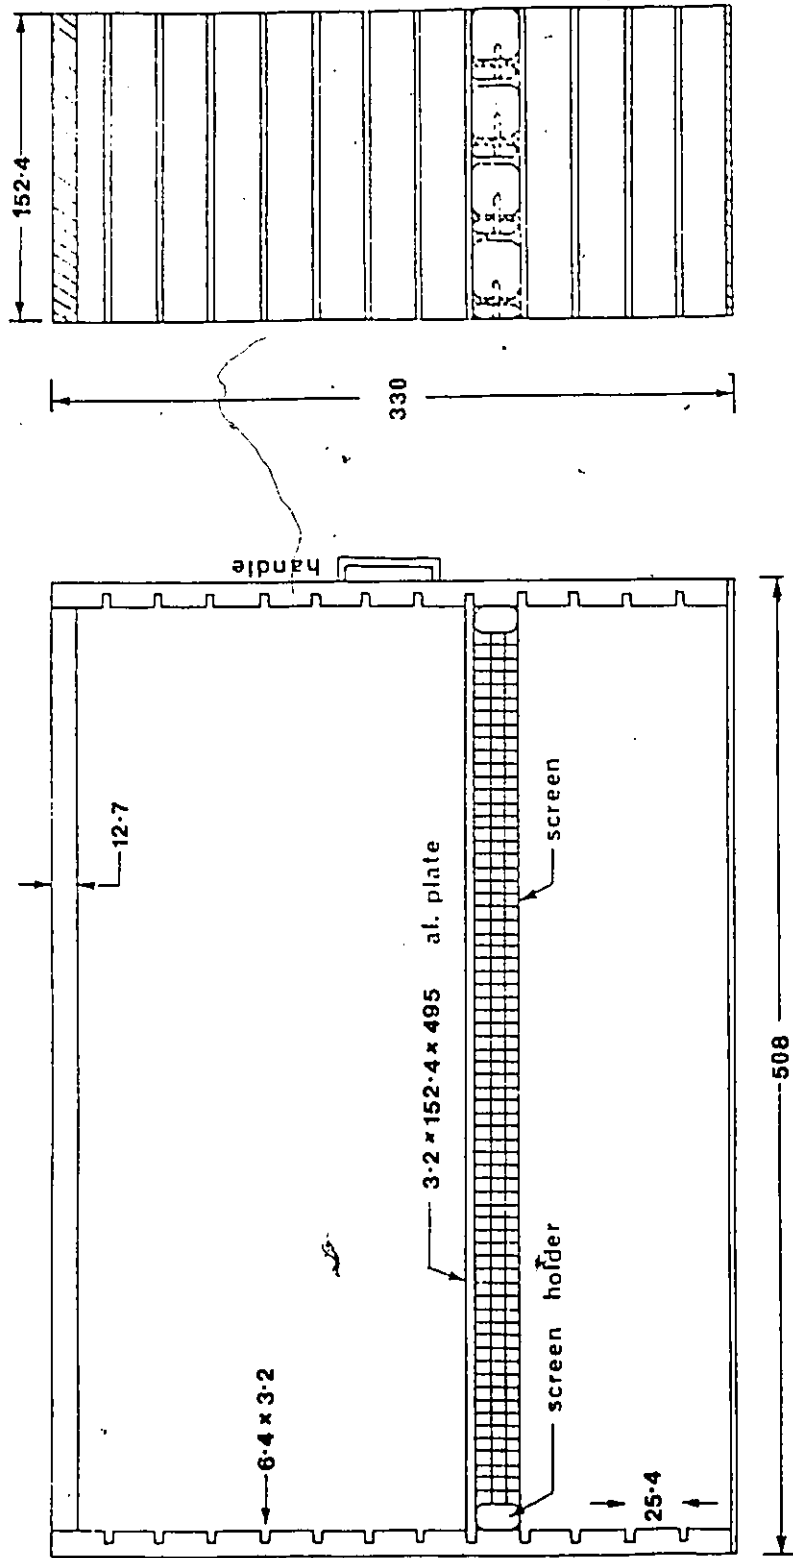 152·4
330
handle
12·7
3·2 × 152·4 × 495 al. plate
screen
6·4 × 3·2
screen holder
25·4
508